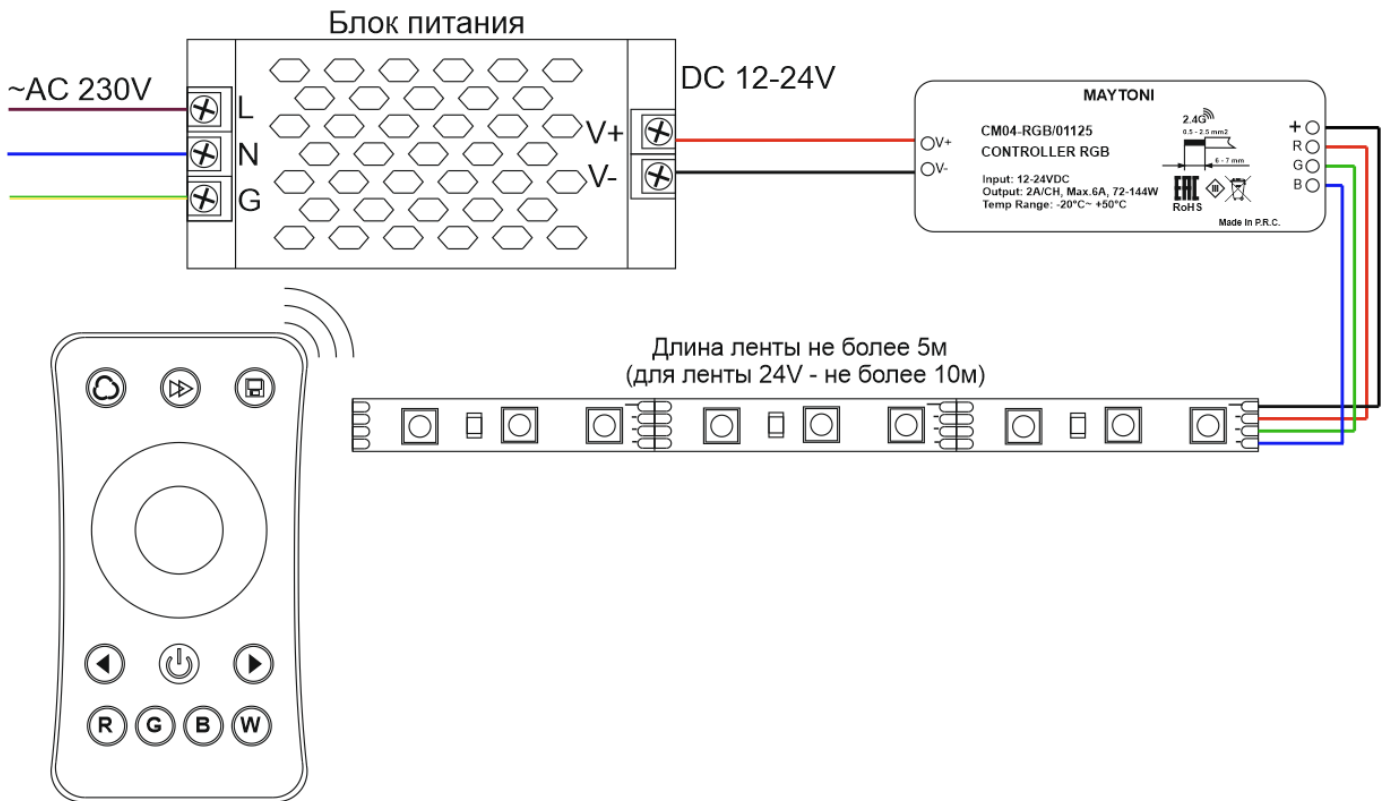 Блок питания
~AC 230V
L
N
G
V+
V-
DC 12-24V
MAYTONI
CM04-RGB/01125
CONTROLLER RGB
Input: 12-24VDC
Output: 2A/CH, Max.6A, 72-144W
Temp Range: -20°C~ +50°C
V+
V-
2.4G
0.5 - 2.5 mm2
6 - 7 mm
EAC
RoHS
III
Made In P.R.C.
+
R
G
B
Длина ленты не более 5м
(для ленты 24V - не более 10м)
R G B W